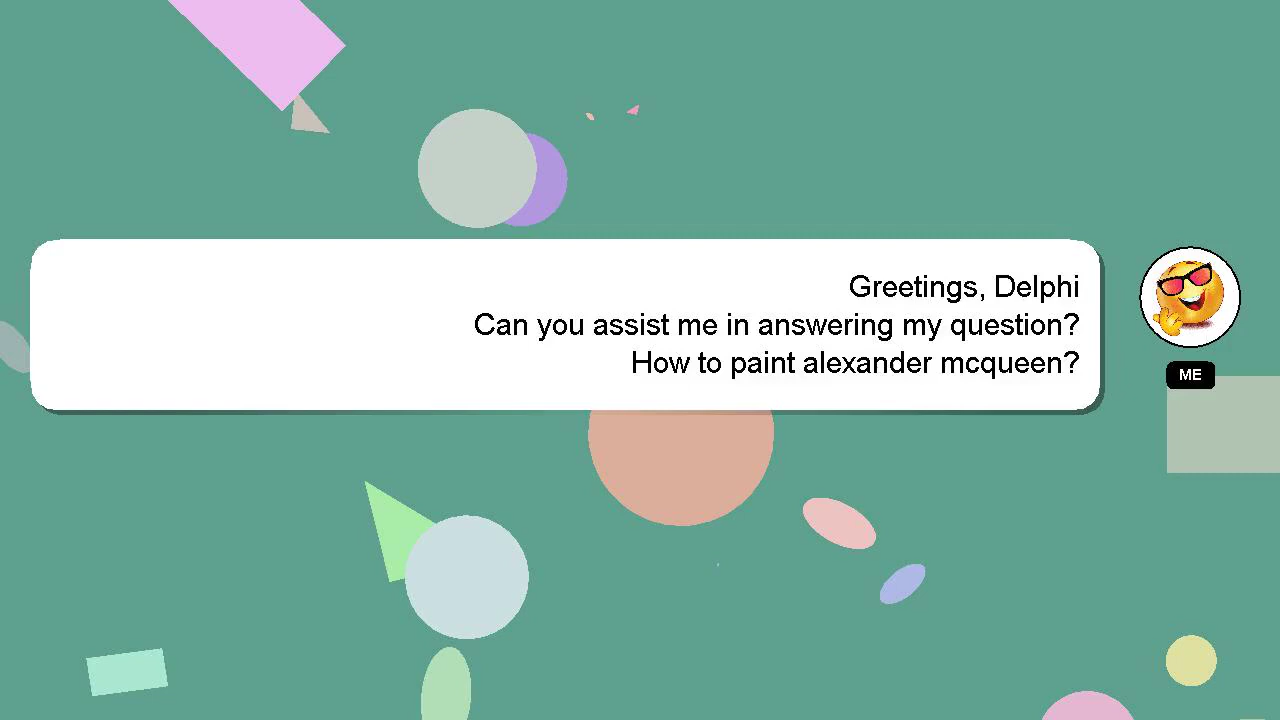 Greetings, Delphi
Can you assist me in answering my question?
How to paint alexander mcqueen?
ME